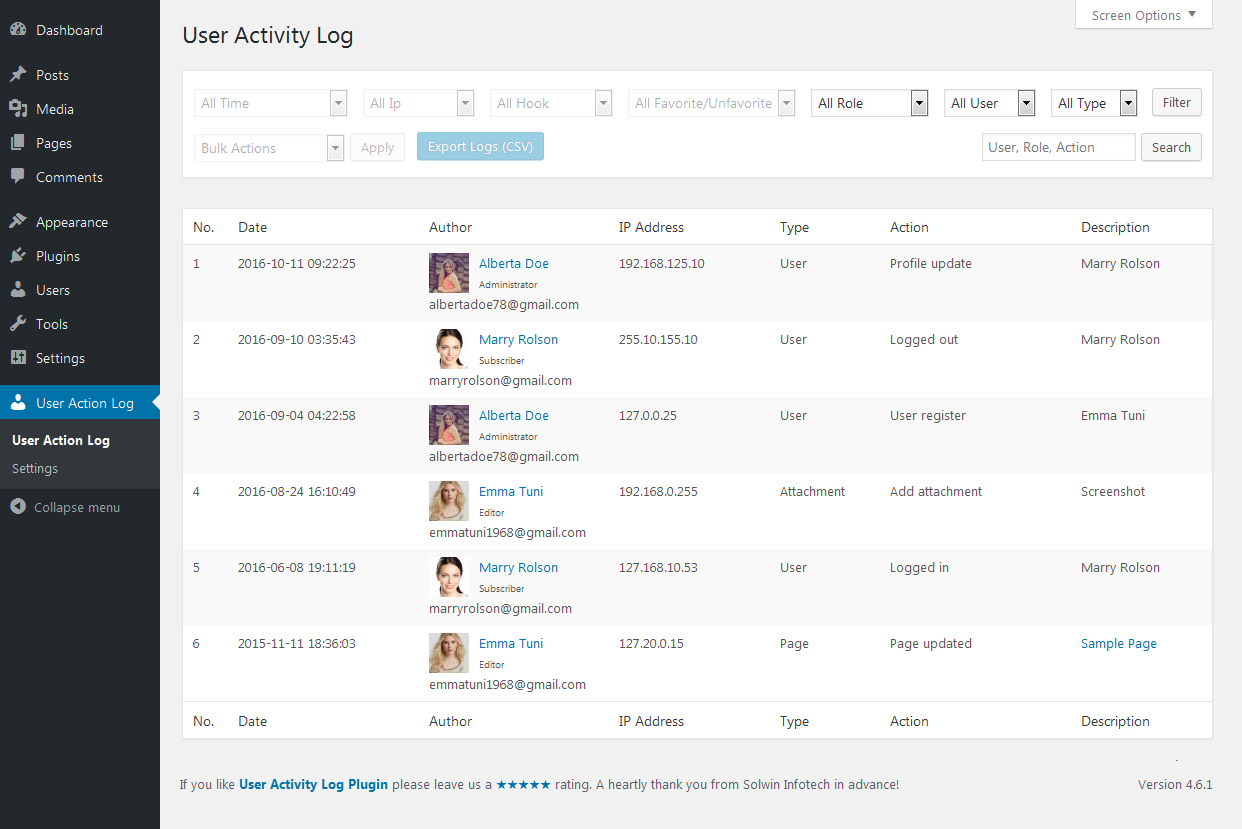 Screen Options ▼
Dashboard
Posts
Media
Pages
Comments
Appearance
Plugins
Users
Tools
Settings
User Action Log
User Action Log
Settings
Collapse menu
User Activity Log
All Time All Ip All Hook All Favorite/Unfavorite All Role All User All Type Filter
Bulk Actions Apply Export Logs (CSV) User, Role, Action Search
No. Date Author IP Address Type Action Description
1 2016-10-11 09:22:25 Alberta Doe 192.168.125.10 User Profile update Marry Rolson
Administrator
albertadoe78@gmail.com
2 2016-09-10 03:35:43 Marry Rolson 255.10.155.10 User Logged out Marry Rolson
Subscriber
marryrolson@gmail.com
3 2016-09-04 04:22:58 Alberta Doe 127.0.0.25 User User register Emma Tuni
Administrator
albertadoe78@gmail.com
4 2016-08-24 16:10:49 Emma Tuni 192.168.0.255 Attachment Add attachment Screenshot
Editor
emmatuni1968@gmail.com
5 2016-06-08 19:11:19 Marry Rolson 127.168.10.53 User Logged in Marry Rolson
Subscriber
marryrolson@gmail.com
6 2015-11-11 18:36:03 Emma Tuni 127.20.0.15 Page Page updated Sample Page
Editor
emmatuni1968@gmail.com
No. Date Author IP Address Type Action Description
If you like User Activity Log Plugin please leave us a ★★★★★ rating. A heartly thank you from Solwin Infotech in advance! Version 4.6.1